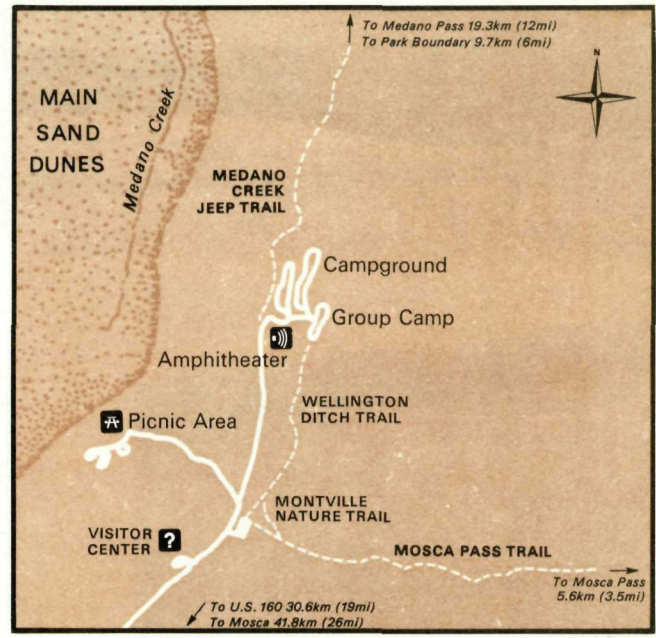 To Medano Pass 19.3km (12mi)
To Park Boundary 9.7km (6mi)
N
MAIN
SAND
DUNES
Medano Creek
MEDANO
CREEK
JEEP TRAIL
Campground
Group Camp
Amphitheater
WELLINGTON
DITCH TRAIL
Picnic Area
MONTVILLE
NATURE TRAIL
VISITOR
CENTER
?
MOSCA PASS TRAIL
To Mosca Pass
5.6km (3.5mi)
To U.S. 160 30.6km (19mi)
To Mosca 41.8km (26mi)